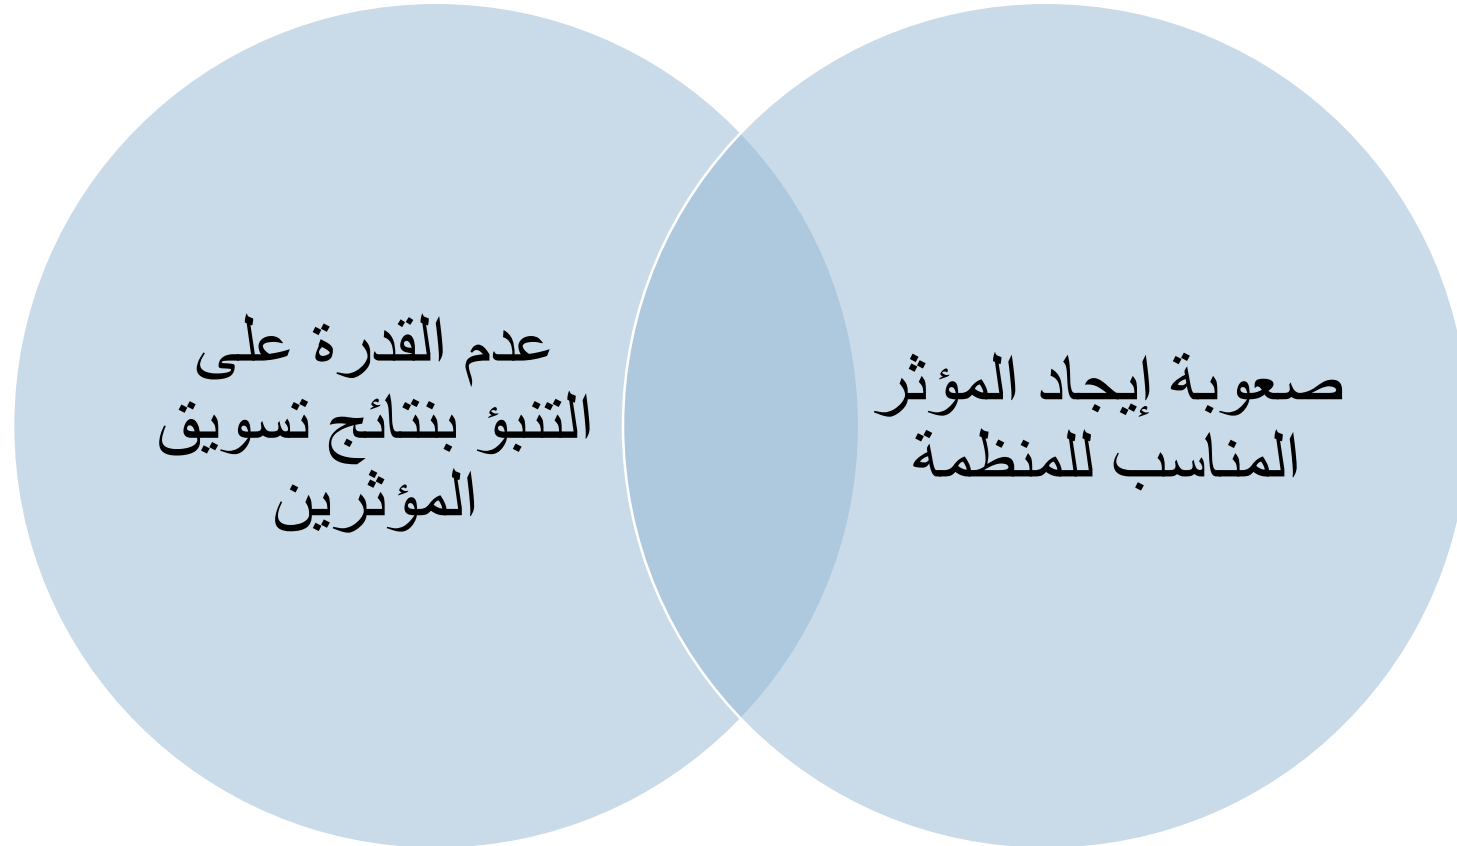 صعوبة إيجاد المؤثر
المناسب للمنظمة
عدم القدرة على
التنبؤ بنتائج تسويق
المؤثرين